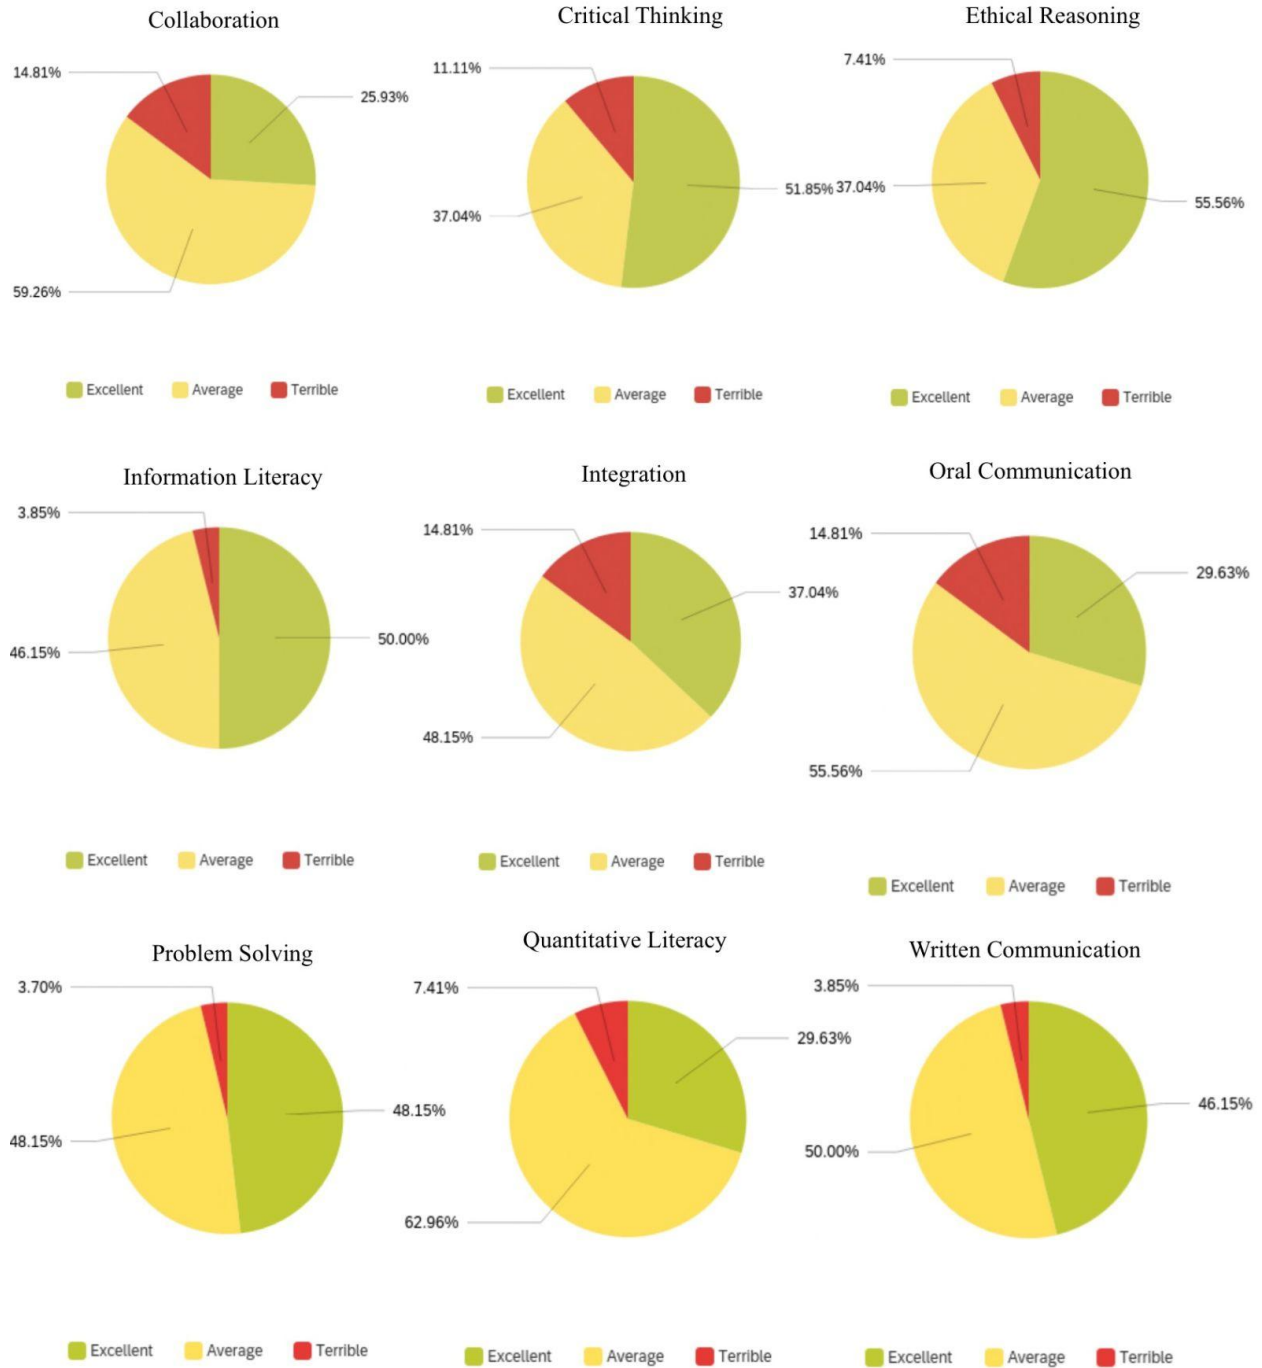 Collaboration
14.81%
25.93%
59.26%
Excellent Average Terrible
Critical Thinking
11.11%
51.85%
37.04%
Excellent Average Terrible
Ethical Reasoning
7.41%
37.04%
55.56%
Excellent Average Terrible
Information Literacy
3.85%
50.00%
46.15%
Excellent Average Terrible
Integration
14.81%
37.04%
48.15%
Excellent Average Terrible
Oral Communication
14.81%
29.63%
55.56%
Excellent Average Terrible
Problem Solving
3.70%
48.15%
48.15%
Excellent Average Terrible
Quantitative Literacy
7.41%
29.63%
62.96%
Excellent Average Terrible
Written Communication
3.85%
46.15%
50.00%
Excellent Average Terrible